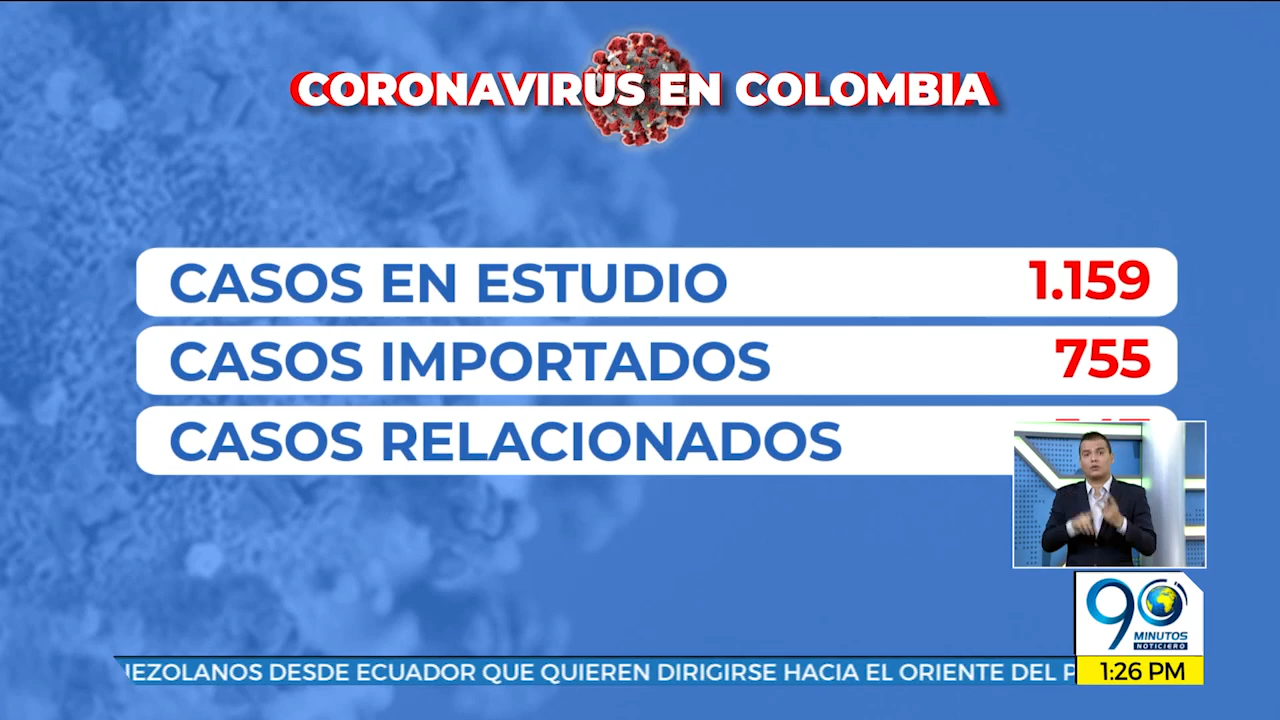 CORONAVIRUS EN COLOMBIA
CASOS EN ESTUDIO 1.159
CASOS IMPORTADOS 755
CASOS RELACIONADOS
90
MINUTOS
NOTICIERO
DESDE ECUADOR QUE QUIEREN DIRIGIRSE HACIA EL ORIENTE DEL
1:26 PM